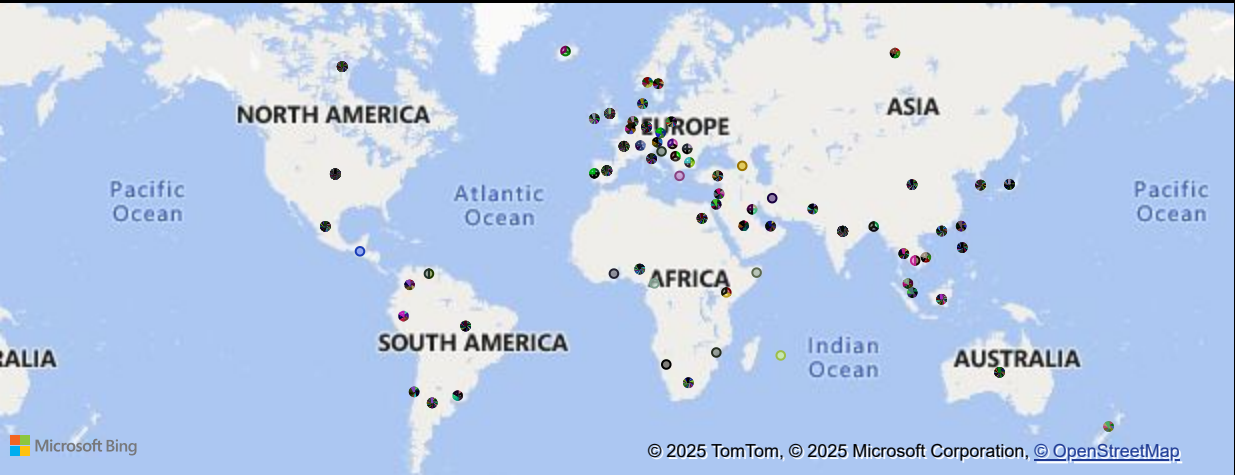 NORTH AMERICA
EUROPE
ASIA
Pacific
Ocean
Atlantic
Ocean
Pacific
Ocean
AFRICA
SOUTH AMERICA
Indian
Ocean
RALIA
AUSTRALIA
Microsoft Bing
© 2025 TomTom, © 2025 Microsoft Corporation, © OpenStreetMap